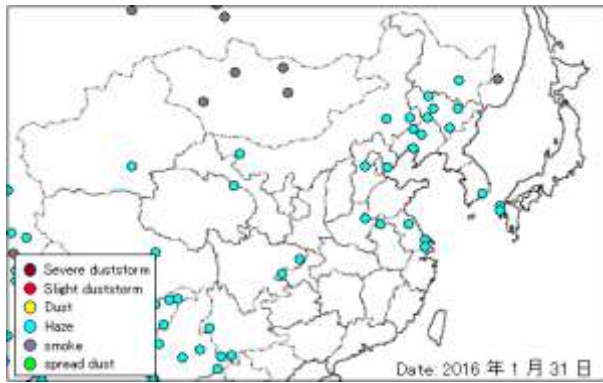 Severe duststorm
Slight duststorm
Dust
Haze
smoke
spread dust
Date: 2016 年 1 月 31 日